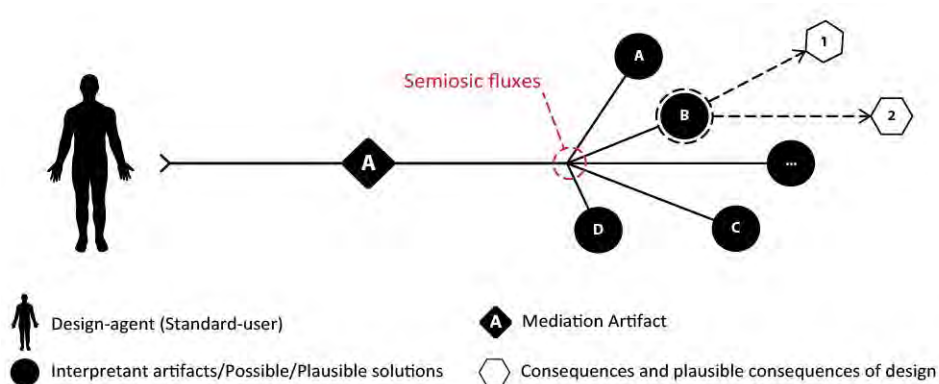 1
A
Semiosic fluxes
B
2
A
...
D
C
Design-agent (Standard-user)
A Mediation Artifact
Interpretant artifacts/Possible/Plausible solutions
Consequences and plausible consequences of design